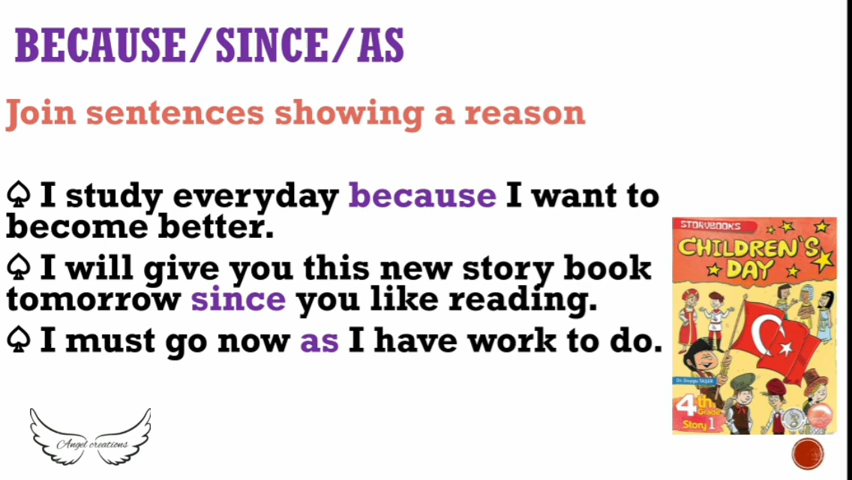 BECAUSE/SINCE/AS
Join sentences showing a reason
♤ I study everyday because I want to
become better.
♤ I will give you this new story book
tomorrow since you like reading.
♤ I must go now as I have work to do.
STORYBOOKS
CHILDREN'S
DAY
4th
Grade
Story 1
Angel creations